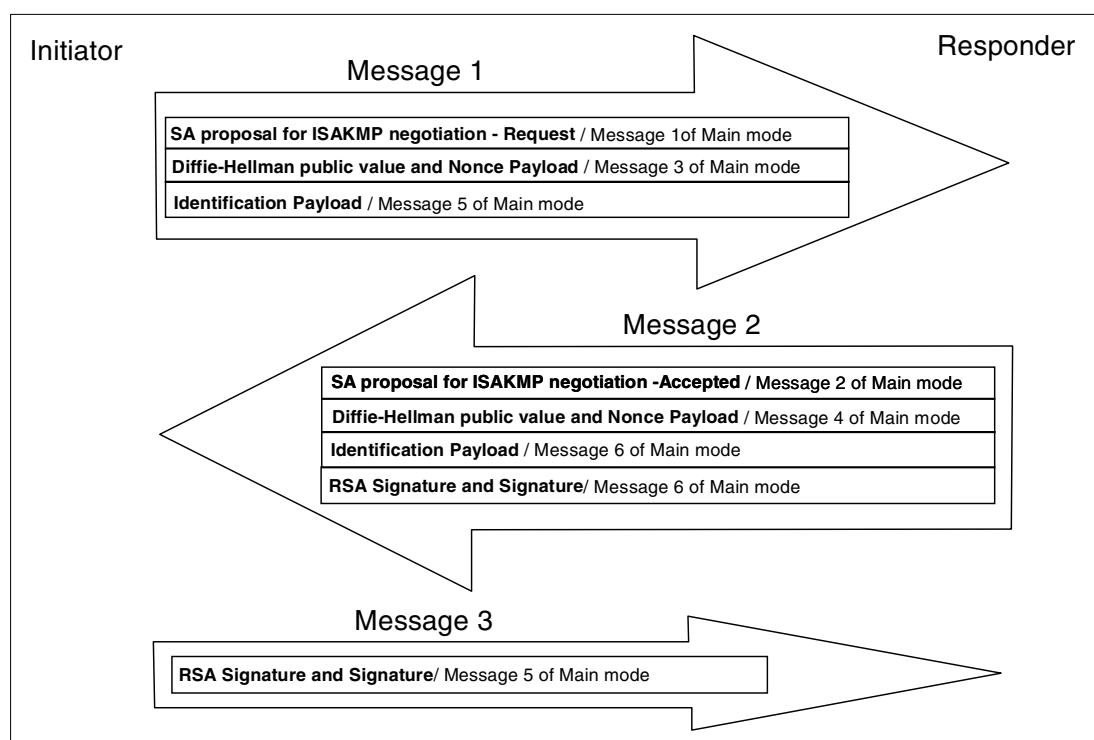 Initiator
Responder
Message 1
SA proposal for ISAKMP negotiation - Request / Message 1of Main mode
Diffie-Hellman public value and Nonce Payload / Message 3 of Main mode
Identification Payload / Message 5 of Main mode
Message 2
SA proposal for ISAKMP negotiation -Accepted / Message 2 of Main mode
Diffie-Hellman public value and Nonce Payload / Message 4 of Main mode
Identification Payload / Message 6 of Main mode
RSA Signature and Signature/ Message 6 of Main mode
Message 3
RSA Signature and Signature/ Message 5 of Main mode